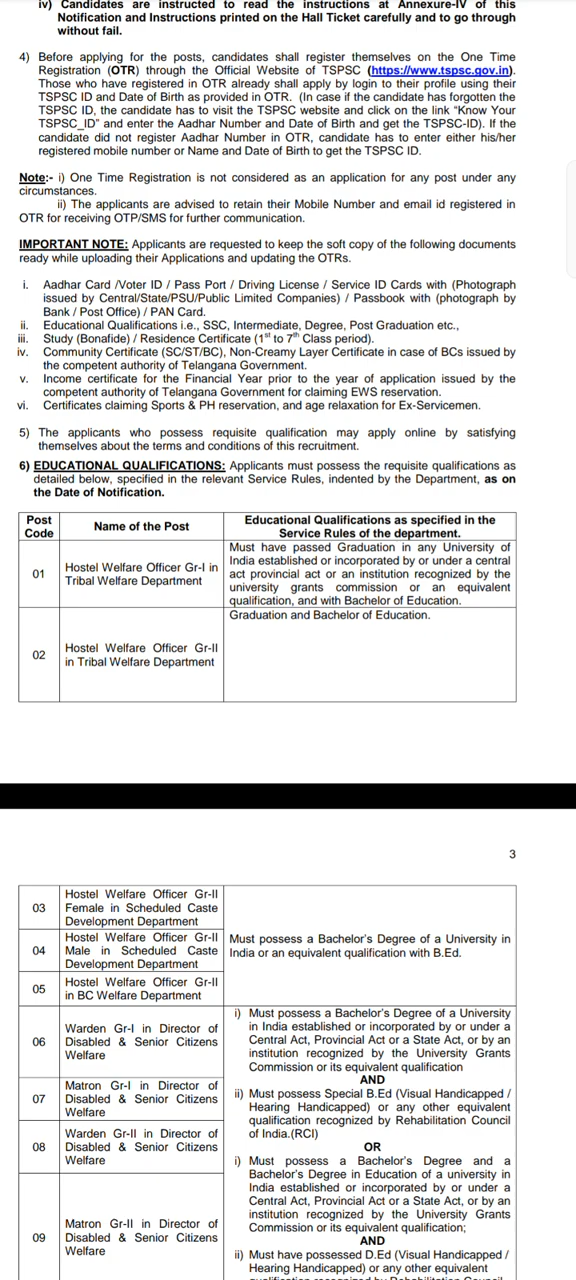 iv) Candidates are instructed to read the instructions at Annexure-IV of this
Notification and Instructions printed on the Hall Ticket carefully and to go through
without fail.
4) Before applying for the posts, candidates shall register themselves on the One Time
Registration (OTR) through the Official Website of TSPSC (https://www.tspsc.gov.in).
Those who have registered in OTR already shall apply by login to their profile using their
TSPSC ID and Date of Birth as provided in OTR. (In case if the candidate has forgotten the
TSPSC ID, the candidate has to visit the TSPSC website and click on the link “Know Your
TSPSC_ID” and enter the Aadhar Number and Date of Birth and get the TSPSC-ID). If the
candidate did not register Aadhar Number in OTR, candidate has to enter either his/her
registered mobile number or Name and Date of Birth to get the TSPSC ID.
Note:- i) One Time Registration is not considered as an application for any post under any
circumstances.
ii) The applicants are advised to retain their Mobile Number and email id registered in
OTR for receiving OTP/SMS for further communication.
IMPORTANT NOTE: Applicants are requested to keep the soft copy of the following documents
ready while uploading their Applications and updating the OTRs.
i. Aadhar Card /Voter ID / Pass Port / Driving License / Service ID Cards with (Photograph
issued by Central/State/PSU/Public Limited Companies) / Passbook with (photograph by
Bank / Post Office) / PAN Card.
ii. Educational Qualifications i.e., SSC, Intermediate, Degree, Post Graduation etc.,
iii. Study (Bonafide) / Residence Certificate (1st to 7th Class period).
iv. Community Certificate (SC/ST/BC), Non-Creamy Layer Certificate in case of BCs issued by
the competent authority of Telangana Government.
v. Income certificate for the Financial Year prior to the year of application issued by the
competent authority of Telangana Government for claiming EWS reservation.
vi. Certificates claiming Sports & PH reservation, and age relaxation for Ex-Servicemen.
5) The applicants who possess requisite qualification may apply online by satisfying
themselves about the terms and conditions of this recruitment.
6) EDUCATIONAL QUALIFICATIONS: Applicants must possess the requisite qualifications as
detailed below, specified in the relevant Service Rules, indented by the Department, as on
the Date of Notification.
Post
Code
Name of the Post
Educational Qualifications as specified in the
Service Rules of the department.
01
Hostel Welfare Officer Gr-I in
Tribal Welfare Department
Must have passed Graduation in any University of
India established or incorporated by or under a central
act provincial act or an institution recognized by the
university grants commission or an equivalent
qualification, and with Bachelor of Education.
02
Hostel Welfare Officer Gr-II
in Tribal Welfare Department
Graduation and Bachelor of Education.
3
03
Hostel Welfare Officer Gr-II
Female in Scheduled Caste
Development Department
04
Hostel Welfare Officer Gr-II
Male in Scheduled Caste
Development Department
Must possess a Bachelor's Degree of a University in
India or an equivalent qualification with B.Ed.
05
Hostel Welfare Officer Gr-II
in BC Welfare Department
06
Warden Gr-I in Director of
Disabled & Senior Citizens
Welfare
07
Matron Gr-I in Director of
Disabled & Senior Citizens
Welfare
08
Warden Gr-II in Director of
Disabled & Senior Citizens
Welfare
09
Matron Gr-II in Director of
Disabled & Senior Citizens
Welfare
i) Must possess a Bachelor's Degree of a University
in India established or incorporated by or under a
Central Act, Provincial Act or a State Act, or by an
institution recognized by the University Grants
Commission or its equivalent qualification
AND
ii) Must possess Special B.Ed (Visual Handicapped /
Hearing Handicapped) or any other equivalent
qualification recognized by Rehabilitation Council
of India.(RCI)
OR
i) Must possess a Bachelor's Degree and a
Bachelor's Degree in Education of a university in
India established or incorporated by or under a
Central Act, Provincial Act or a State Act, or by an
institution recognized by the University Grants
Commission or its equivalent qualification;
AND
ii) Must have possessed D.Ed (Visual Handicapped /
Hearing Handicapped) or any other equivalent